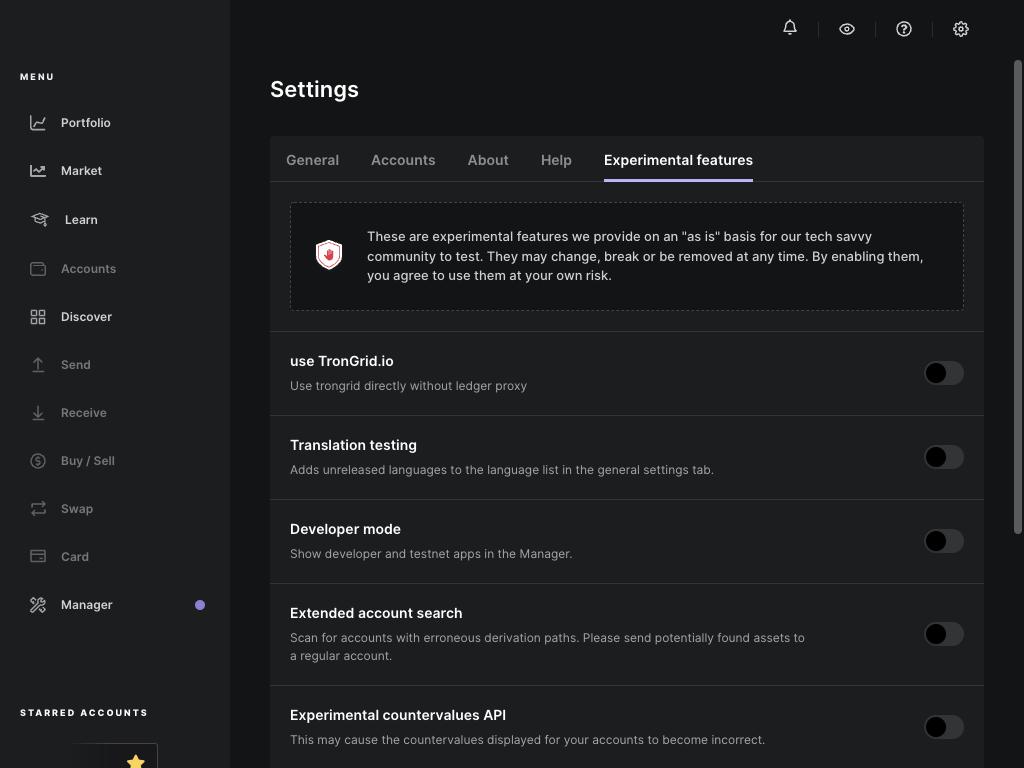 MENU
Portfolio
Market
Learn
Accounts
Discover
Send
Receive
Buy / Sell
Swap
Card
Manager
STARRED ACCOUNTS
Settings
General Accounts About Help Experimental features
These are experimental features we provide on an "as is" basis for our tech savvy
community to test. They may change, break or be removed at any time. By enabling them,
you agree to use them at your own risk.
use TronGrid.io
Use trongrid directly without ledger proxy
Translation testing
Adds unreleased languages to the language list in the general settings tab.
Developer mode
Show developer and testnet apps in the Manager.
Extended account search
Scan for accounts with erroneous derivation paths. Please send potentially found assets to
a regular account.
Experimental countervalues API
This may cause the countervalues displayed for your accounts to become incorrect.